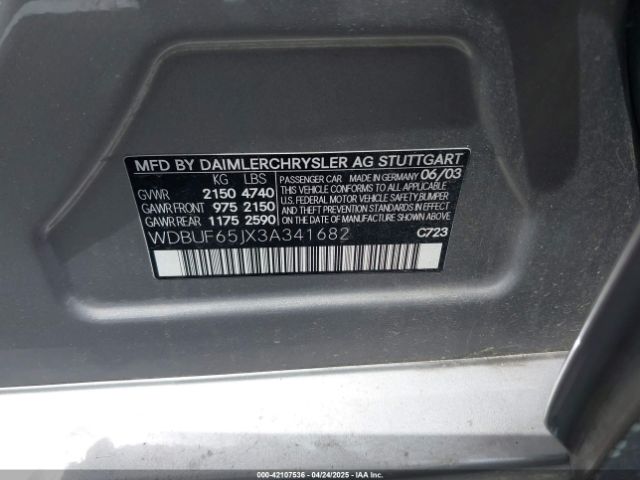 MFD BY DAIMLERCHRYSLER AG STUTTGART
KG LBS
GVWR 2150 4740
GAWR FRONT 975 2150
GAWR REAR 1175 2590
PASSENGER CAR MADE IN GERMANY 06/03
THIS VEHICLE CONFORMS TO ALL APPLICABLE
U.S. FEDERAL MOTOR VEHICLE SAFETY,BUMPER
AND THEFT PREVENTION STANDARDS IN EFFECT
ON THE DATE OF MANUFACTURE SHOWN ABOVE.
WDBUF65JX3A341682
C723
000-42107536 - 04/24/2025 - IAAI.COM